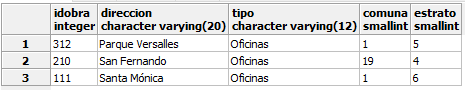 idobra direccion tipo comuna estrato
integer character varying(20) character varying(12) smallint smallint
1 312 Parque Versalles Oficinas 1 5
2 210 San Fernando Oficinas 19 4
3 111 Santa Mónica Oficinas 1 6